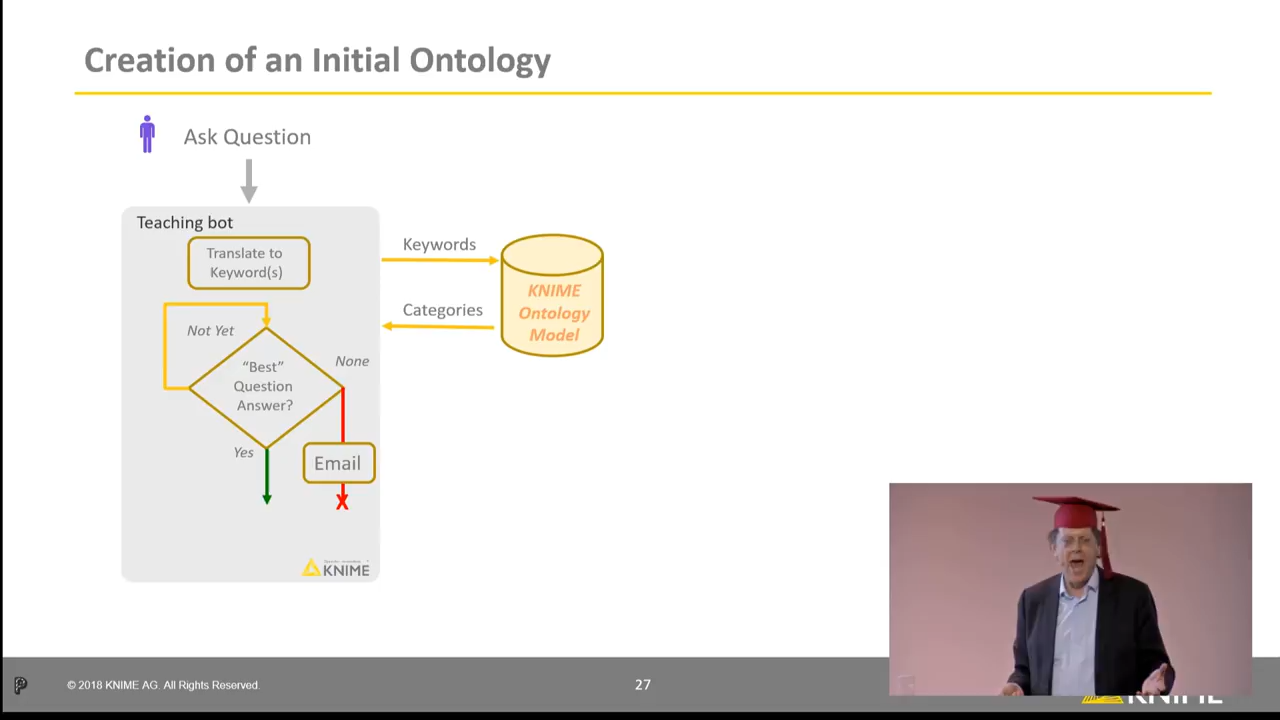 Creation of an Initial Ontology
Ask Question
Teaching bot
Translate to
Keyword(s)
Keywords
Categories
KNIME
Ontology
Model
Not Yet
None
“Best”
Question
Answer?
Yes
Email
X
KNIME
© 2018 KNIME AG. All Rights Reserved.
27
KNIME